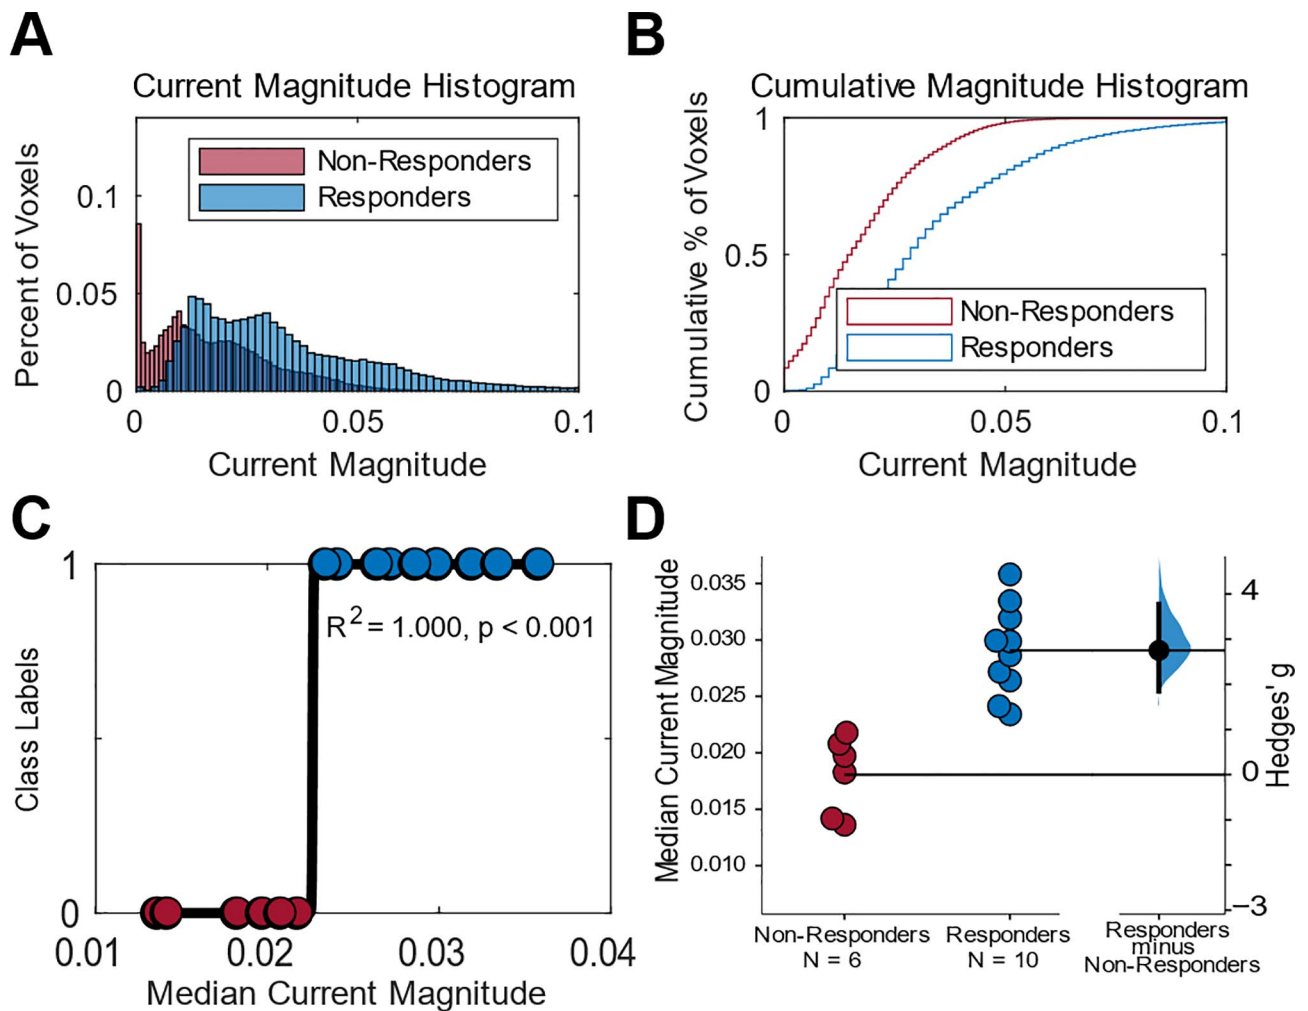 A
Current Magnitude Histogram
Percent of Voxels
0.1
0.05
0
Non-Responders
Responders
0
0.05
0.1
Current Magnitude
B
Cumulative Magnitude Histogram
Cumulative % of Voxels
1
0.5
0
Non-Responders
Responders
0
0.05
0.1
Current Magnitude
C
Class Labels
1
0
R2 = 1.000, p < 0.001
0.01
0.02
0.03
0.04
Median Current Magnitude
D
Median Current Magnitude
0.035
0.030
0.025
0.020
0.015
0.010
4
0
−3
Hedges' g
Non-Responders
N = 6
Responders
N = 10
Responders
minus
Non-Responders